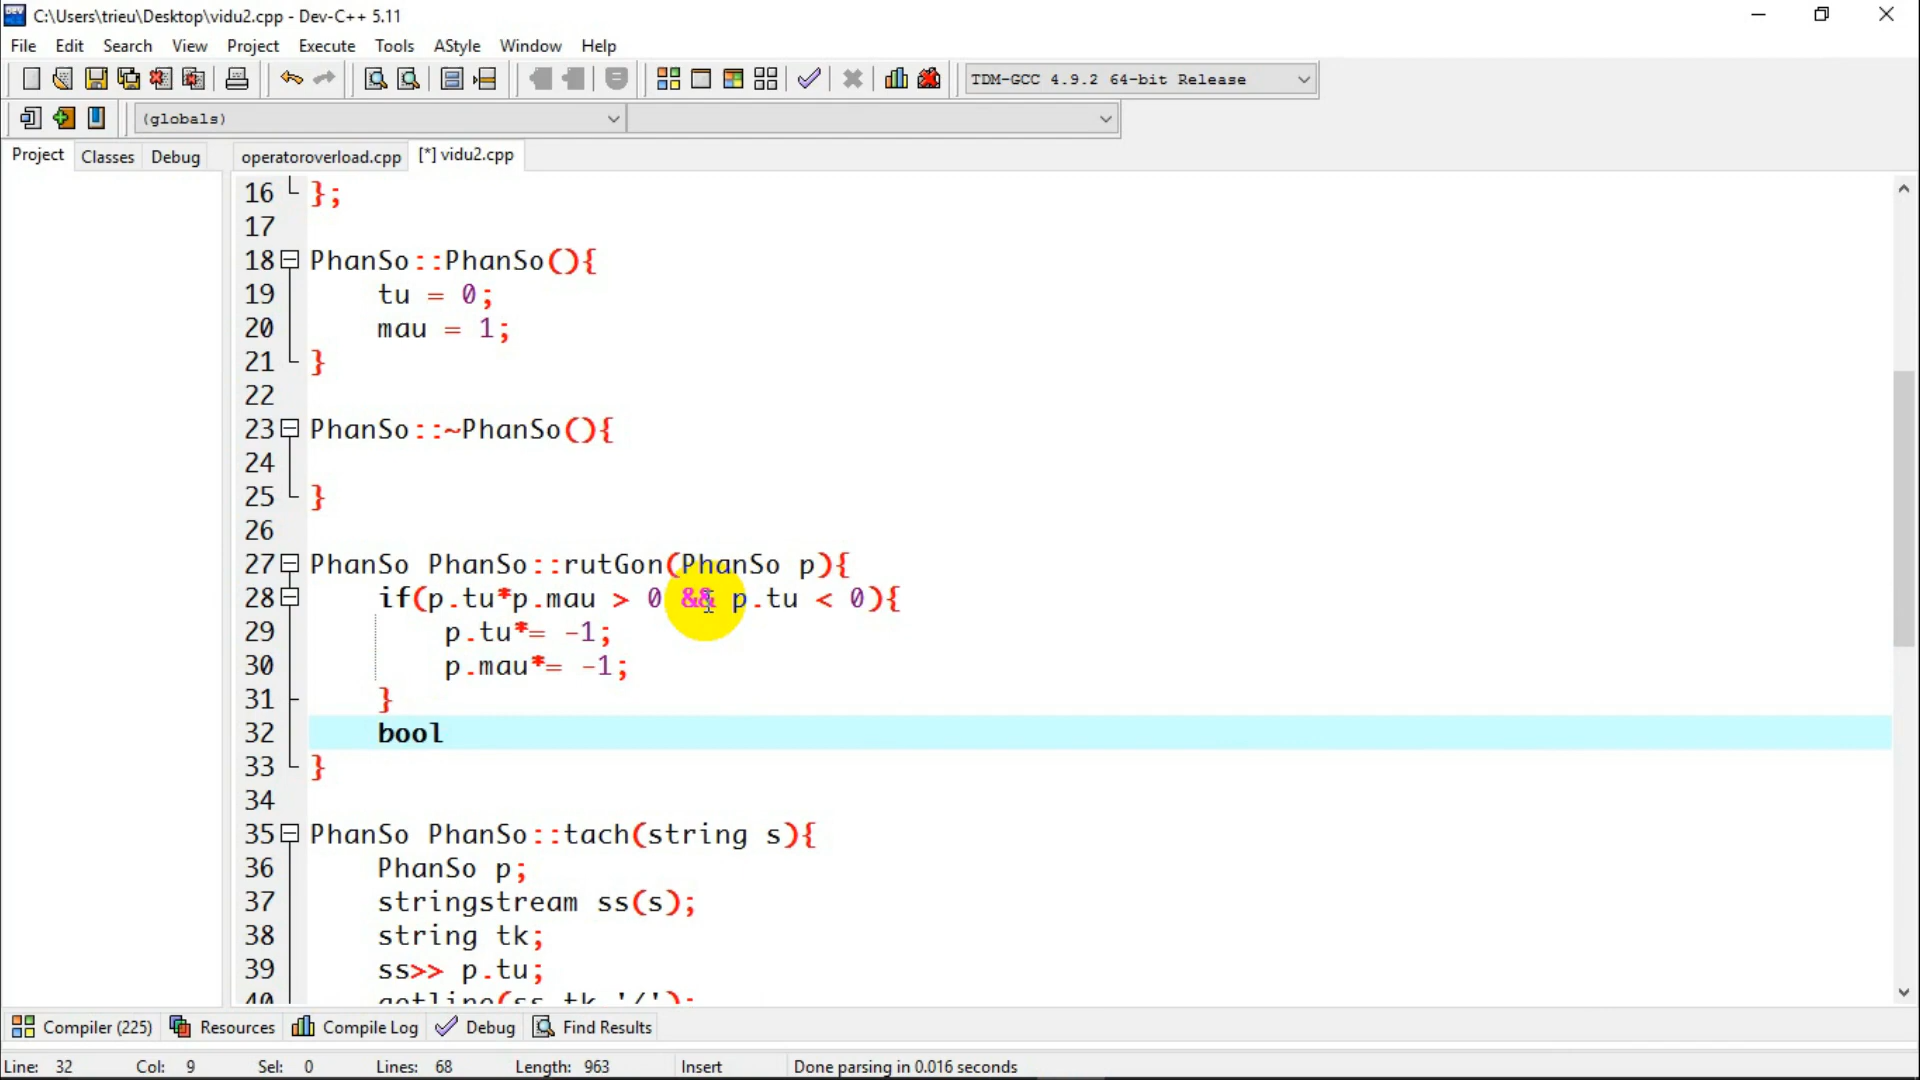 C:\Users\trieu\Desktop\vidu2.cpp - Dev-C++ 5.11
File Edit Search View Project Execute Tools AStyle Window Help
TDM-GCC 4.9.2 64-bit Release
(globals)
Project Classes Debug operatoroverload.cpp [*] vidu2.cpp
16 };
17
18 PhanSo::PhanSo(){
19 tu = 0;
20 mau = 1;
21 }
22
23 PhanSo::~PhanSo(){
24
25 }
26
27 PhanSo PhanSo::rutGon(PhanSo p){
28 if(p.tu*p.mau > 0 && p.tu < 0){
29 p.tu*= -1;
30 p.mau*= -1;
31 }
32 bool
33 }
34
35 PhanSo PhanSo::tach(string s){
36 PhanSo p;
37 stringstream ss(s);
38 string tk;
39 ss>> p.tu;
40 getline(ss,tk,'/');
Compiler (225) Resources Compile Log Debug Find Results
Line: 32 Col: 9 Sel: 0 Lines: 68 Length: 963 Insert Done parsing in 0.016 seconds